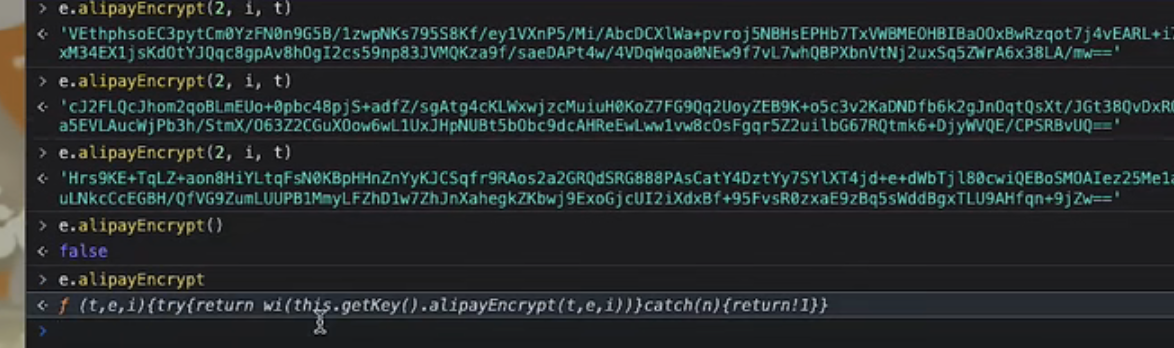 > e.alipayEncrypt(2, i, t)
'VEthphsoEC3pytCm0YzFN0n9G5B/1zwpNKs795S8Kf/ey1VXnP5/Mi/AbcDCXlWa+pvroj5NBHsEPHb7TxVWBMEOHBIBaOOxBwRzqot7j4vEARL+i
xM34EX1jsKdOtYJQqc8gpAv8hOgI2cs59np83JVMQKza9f/saeDAPt4w/4VDqWqoa0NEw9f7vL7whQBPXbnVtNj2uxSq5ZWrA6x38LA/mw=='
> e.alipayEncrypt(2, i, t)
'cJ2FLQcJhom2qoBLmEUo+0pbc48pjS+adfZ/sgAtg4cKLWxwjzcMuiuH0KoZ7FG9Qq2UoyZEB9K+o5c3v2KaDNDfb6k2gJnOqtQsXt/JGt38QvDxR
a5EVLAucWjPb3h/StmX/O63Z2CGuXOow6wL1UxJHpNUBt5bObc9dcAHReEwLww1vw8cOsFgqr5Z2uilbG67RQtmk6+DjyWVQE/CPSRBvUQ=='
> e.alipayEncrypt(2, i, t)
'Hrs9KE+TqLZ+aon8HiYLtqFsN0KBpHHnZnYyKJCSqfr9RAos2a2GRQdSRG888PAsCatY4DztYy7SYlXT4jd+e+dWbTjl80cwiQEBoSMOAIez25Me1
uLNkcCcEGBH/QfVG9ZumLUUPB1MmyLFZhD1w7ZhJnXahegkZKbwj9ExoGjcUI2iXdxBf+95FvsR0zxaE9zBq5sWddBgxTLU9AHfqn+9jZw=='
> e.alipayEncrypt()
false
> e.alipayEncrypt
ƒ (t,e,i){try{return wi(this.getKey().alipayEncrypt(t,e,i))}catch(n){return!1}}
>